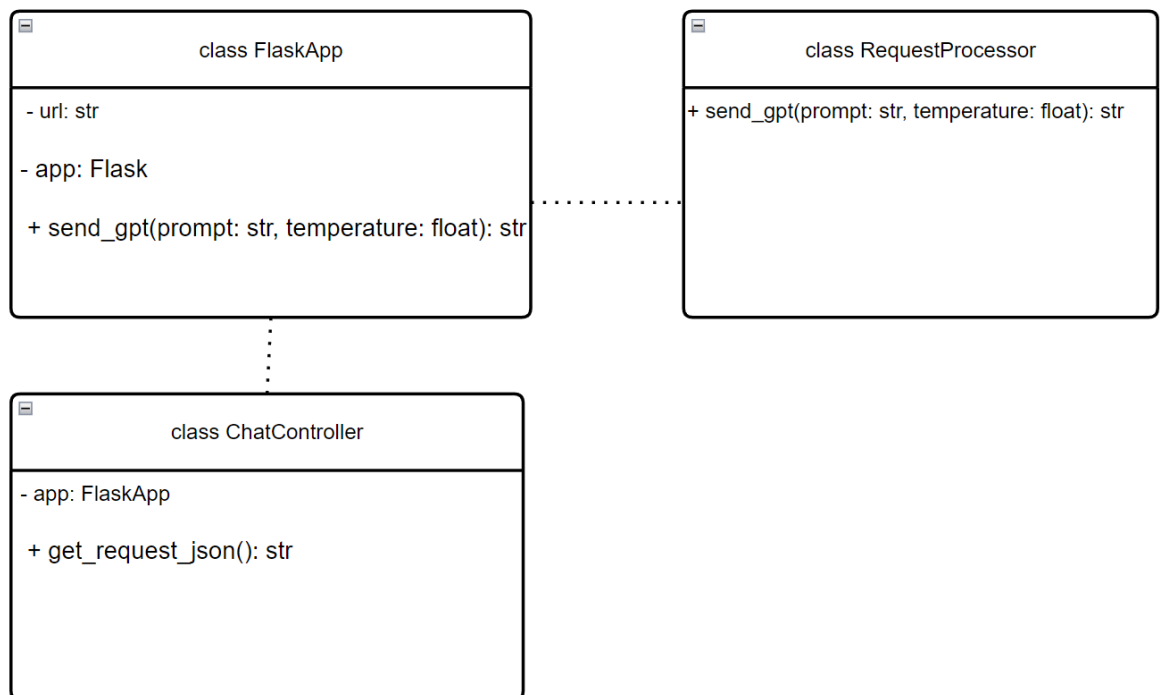 class FlaskApp
- url: str
- app: Flask
+ send_gpt(prompt: str, temperature: float): str
class RequestProcessor
+ send_gpt(prompt: str, temperature: float): str
class ChatController
- app: FlaskApp
+ get_request_json(): str